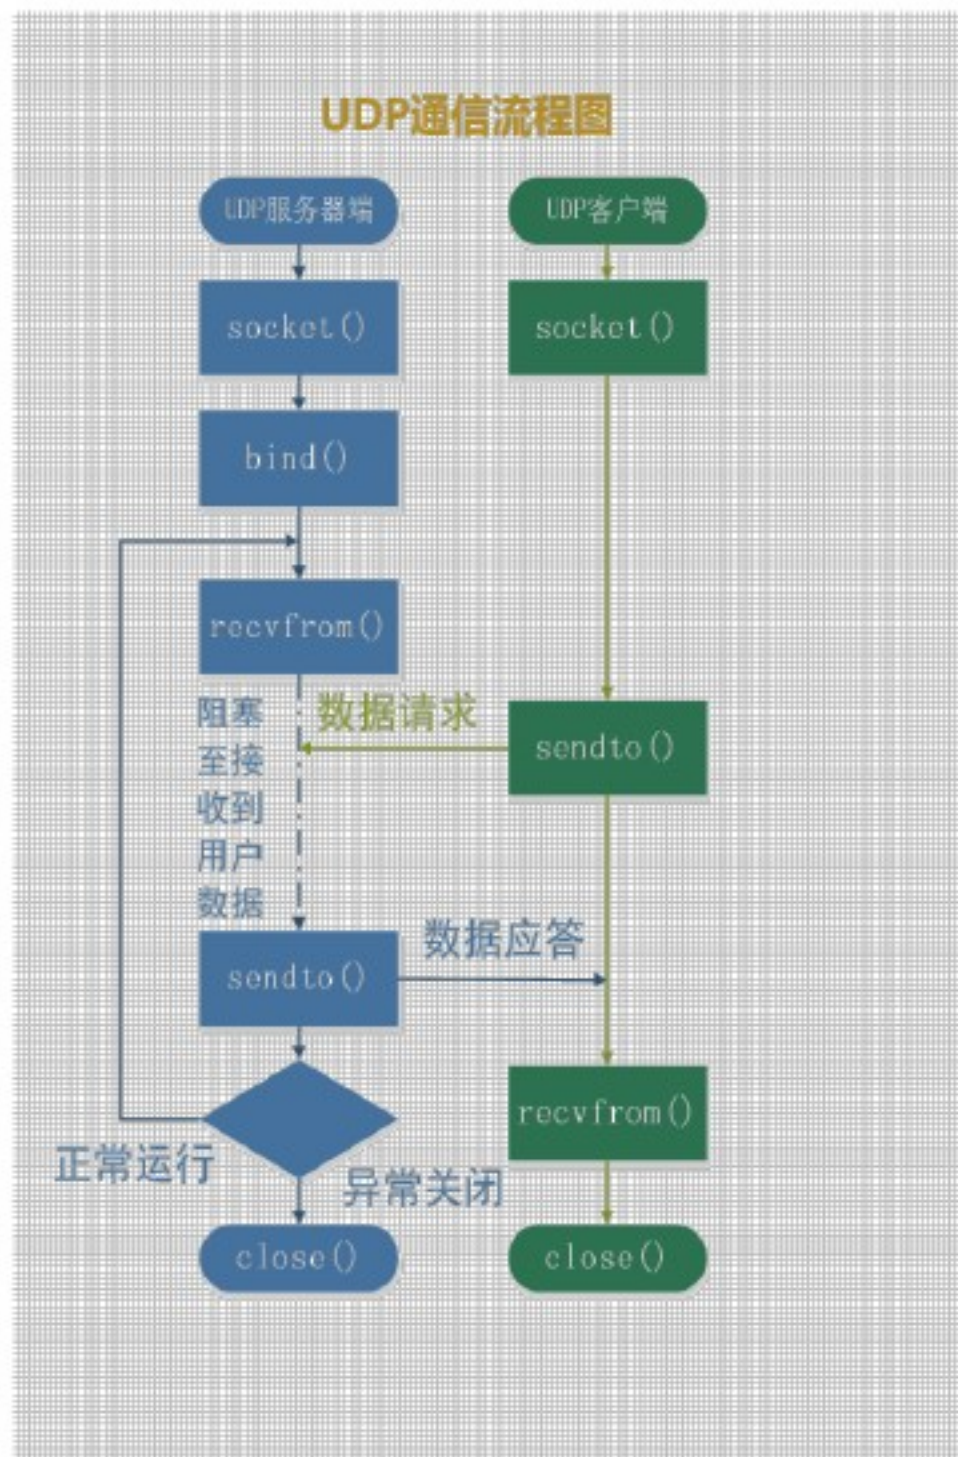 UDP通信流程图
UDP服务器端
UDP客户端
socket()
socket()
bind()
recvfrom()
阻塞
至接
收到
用户
数据
数据请求
sendto()
sendto()
数据应答
recvfrom()
正常运行
异常关闭
close()
close()